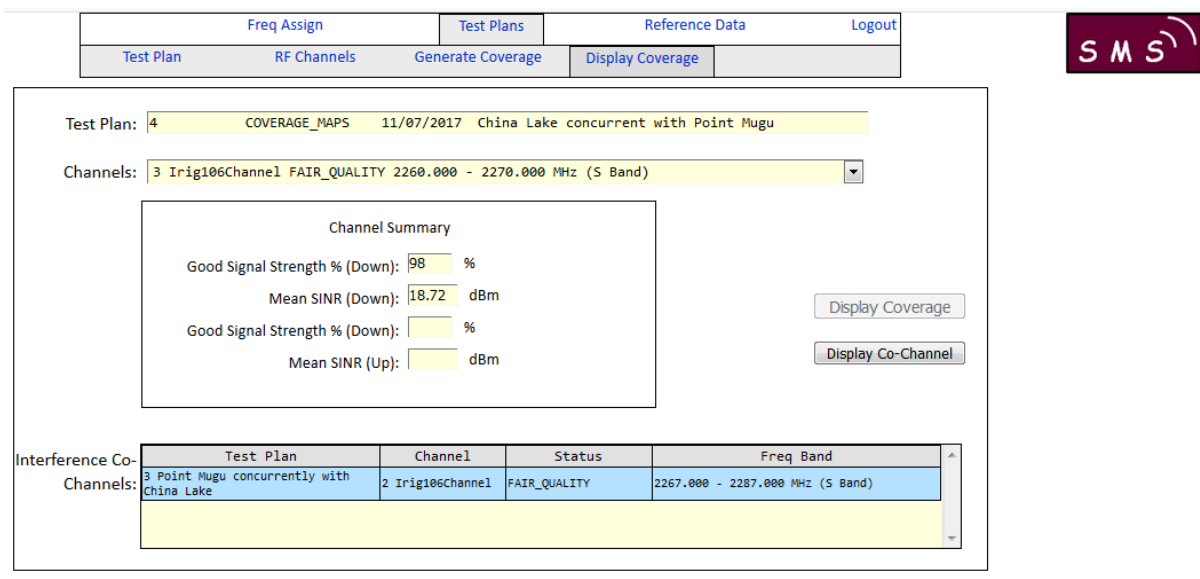 Freq Assign Test Plans Reference Data Logout
SMS
Test Plan RF Channels Generate Coverage Display Coverage
Test Plan: 4 COVERAGE_MAPS 11/07/2017 China Lake concurrent with Point Mugu
Channels: 3 Irig106Channel FAIR_QUALITY 2260.000 - 2270.000 MHz (S Band)
Channel Summary
Good Signal Strength % (Down): 98 %
Mean SINR (Down): 18.72 dBm
Good Signal Strength % (Down): %
Mean SINR (Up): dBm
Display Coverage
Display Co-Channel
Interference Co-
Channels:
Test Plan Channel Status Freq Band
3 Point Mugu concurrently with
China Lake
2 Irig106Channel FAIR_QUALITY 2267.000 - 2287.000 MHz (S Band)